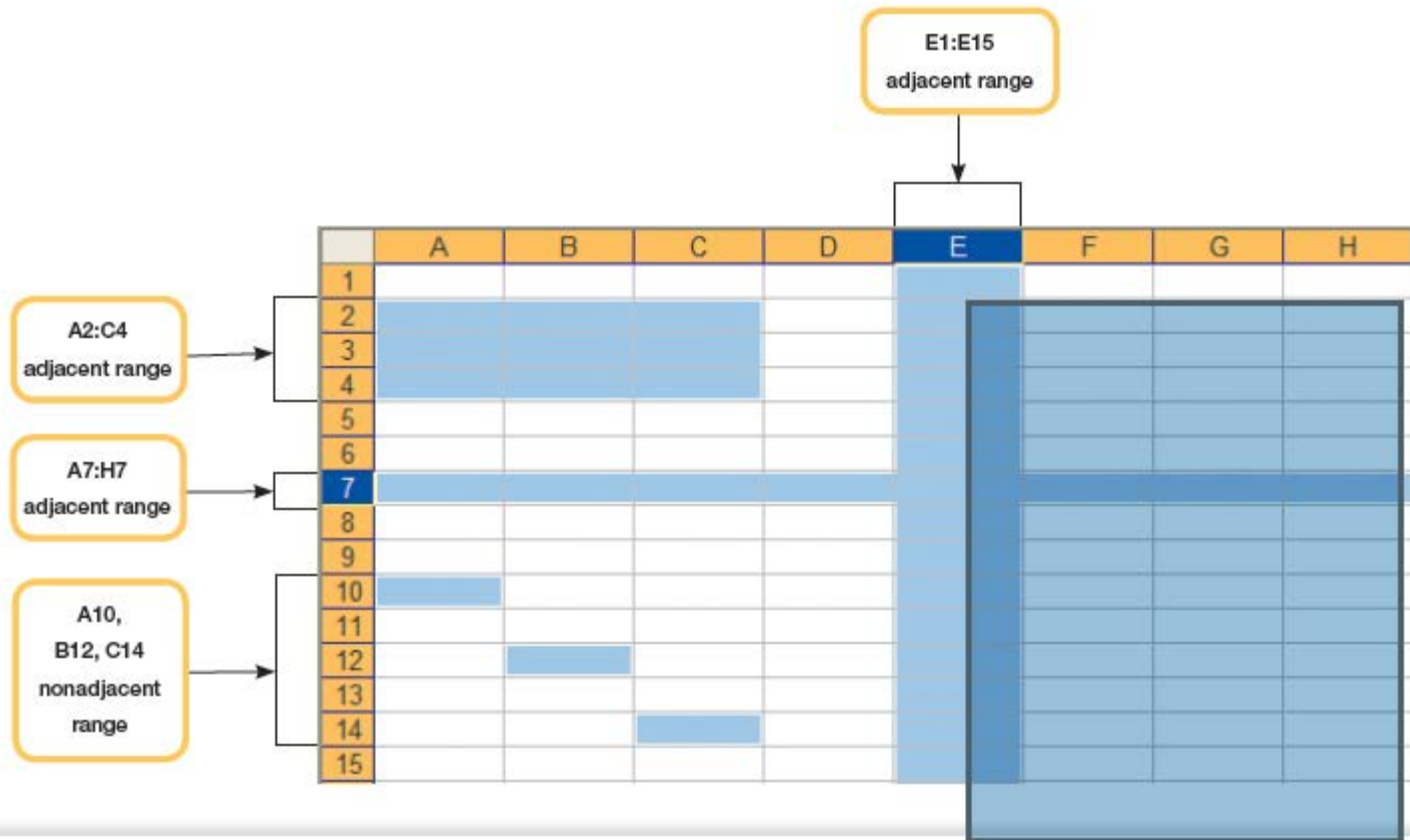 E1:E15
adjacent range
A B C D E F G H
1
2
3
4
5
6
7
8
9
10
11
12
13
14
15
A2:C4
adjacent range
A7:H7
adjacent range
A10,
B12, C14
nonadjacent
range